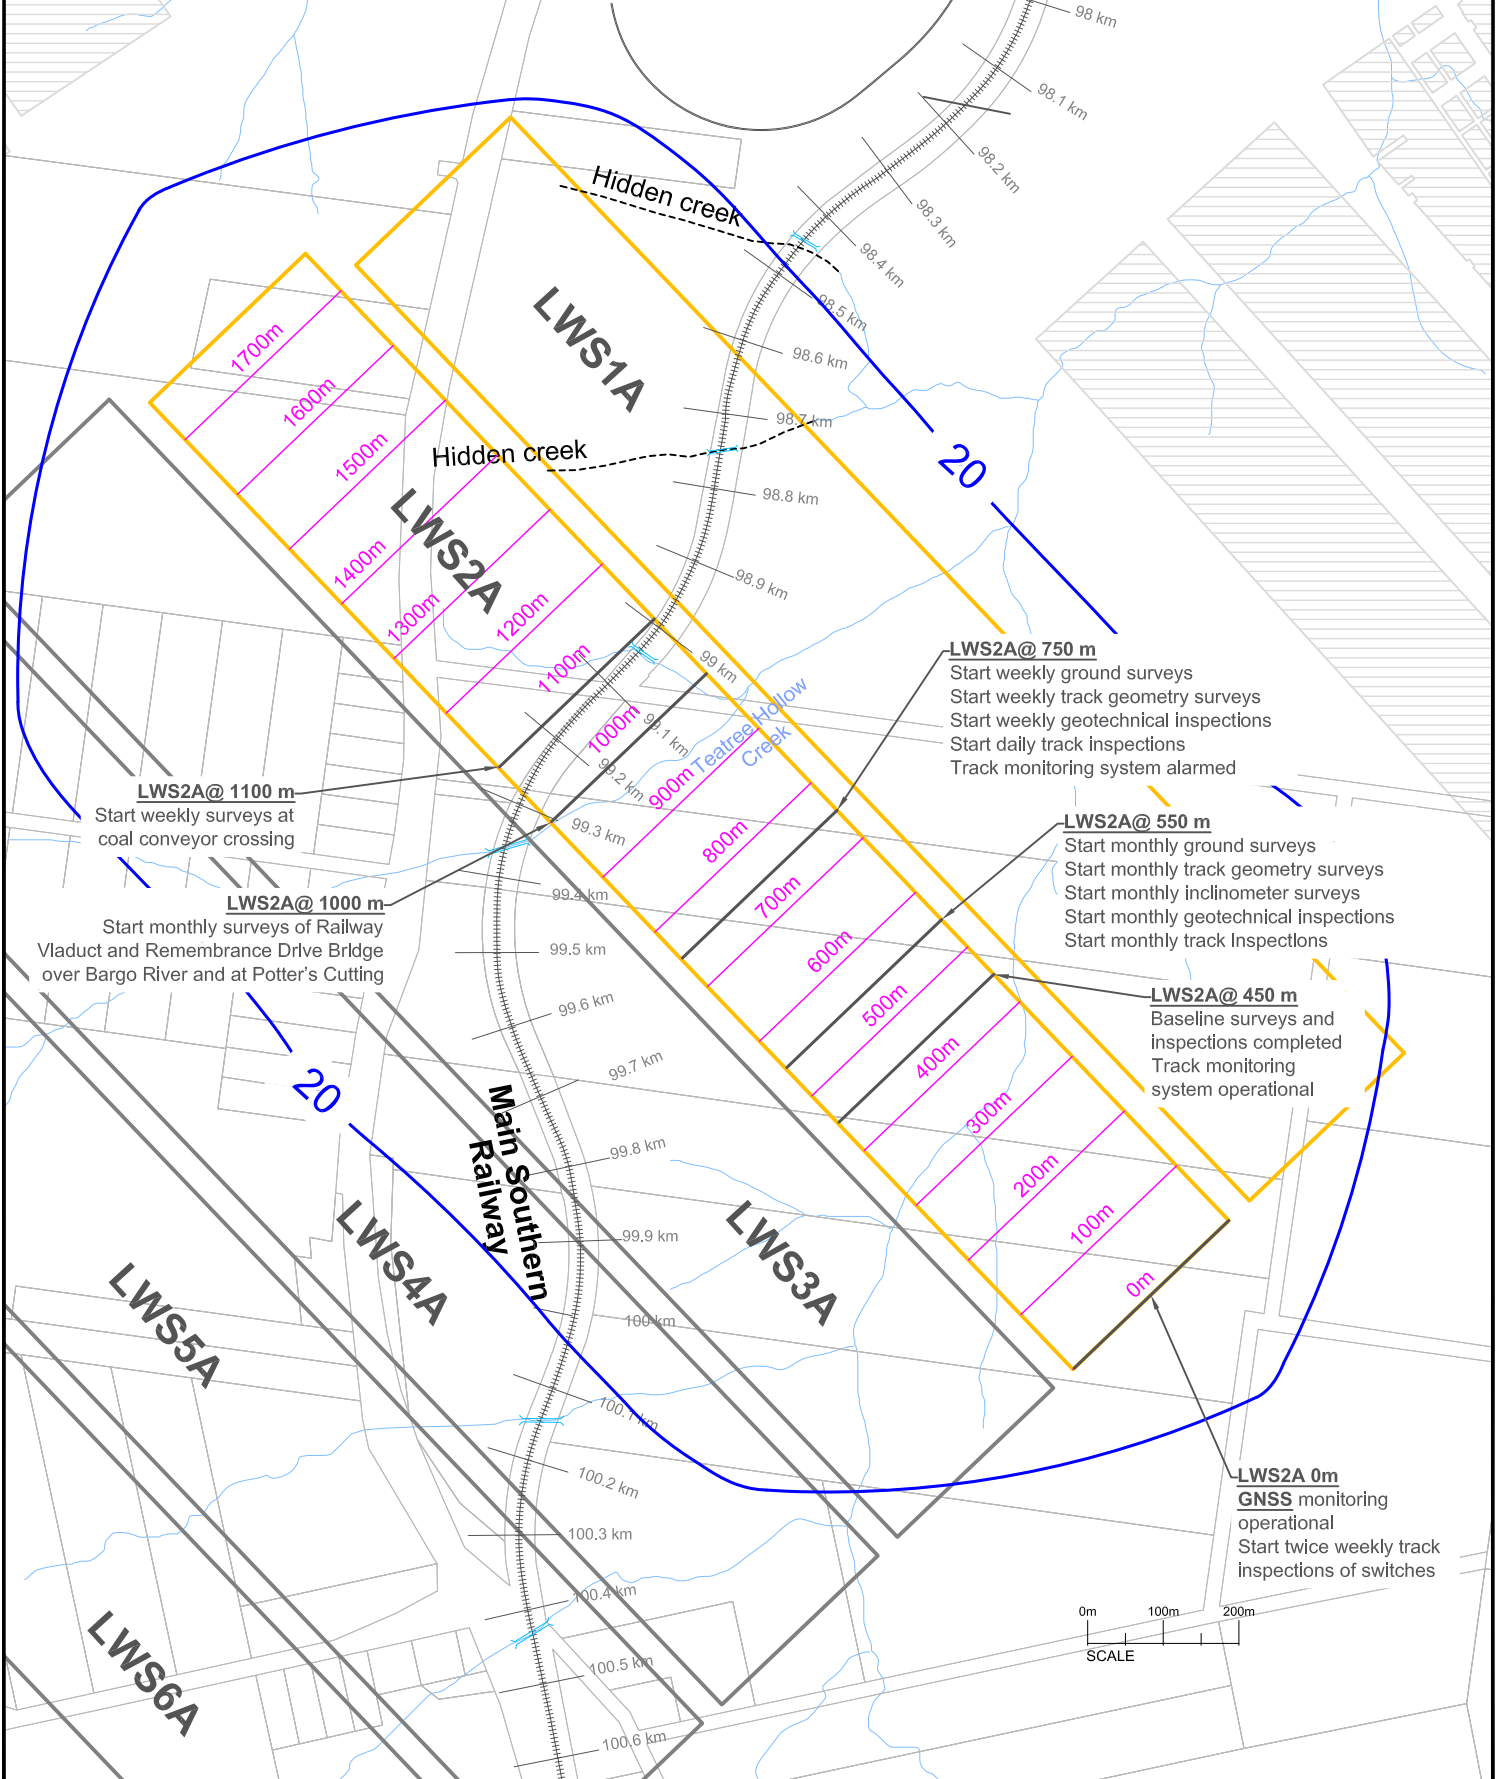 98 km
98.1 km
98.2 km
98.3 km
98.4 km
98.5 km
98.6 km
98.7 km
98.8 km
98.9 km
99 km
99.1 km
99.2 km
99.3 km
99.4 km
99.5 km
99.6 km
99.7 km
99.8 km
99.9 km
100 km
100.1 km
100.2 km
100.3 km
100.4 km
100.5 km
100.6 km
Hidden creek
Hidden creek
LWS1A
LWS2A
LWS3A
LWS4A
LWS5A
LWS6A
1700m
1600m
1500m
1400m
1300m
1200m
1100m
1000m
900m
800m
700m
600m
500m
400m
300m
200m
100m
0m
20
20
Teatree Hollow
Creek
Main Southern
Railway
LWS2A@ 750 m
Start weekly ground surveys
Start weekly track geometry surveys
Start weekly geotechnical inspections
Start daily track inspections
Track monitoring system alarmed
LWS2A@ 550 m
Start monthly ground surveys
Start monthly track geometry surveys
Start monthly inclinometer surveys
Start monthly geotechnical inspections
Start monthly track Inspections
LWS2A@ 450 m
Baseline surveys and
inspections completed
Track monitoring
system operational
LWS2A@ 1100 m
Start weekly surveys at
coal conveyor crossing
LWS2A@ 1000 m
Start monthly surveys of Railway
Vladuct and Remembrance Drlve Brldge
over Bargo River and at Potter's Cutting
LWS2A 0m
GNSS monitoring
operational
Start twice weekly track
inspections of switches
0m 100m 200m
SCALE